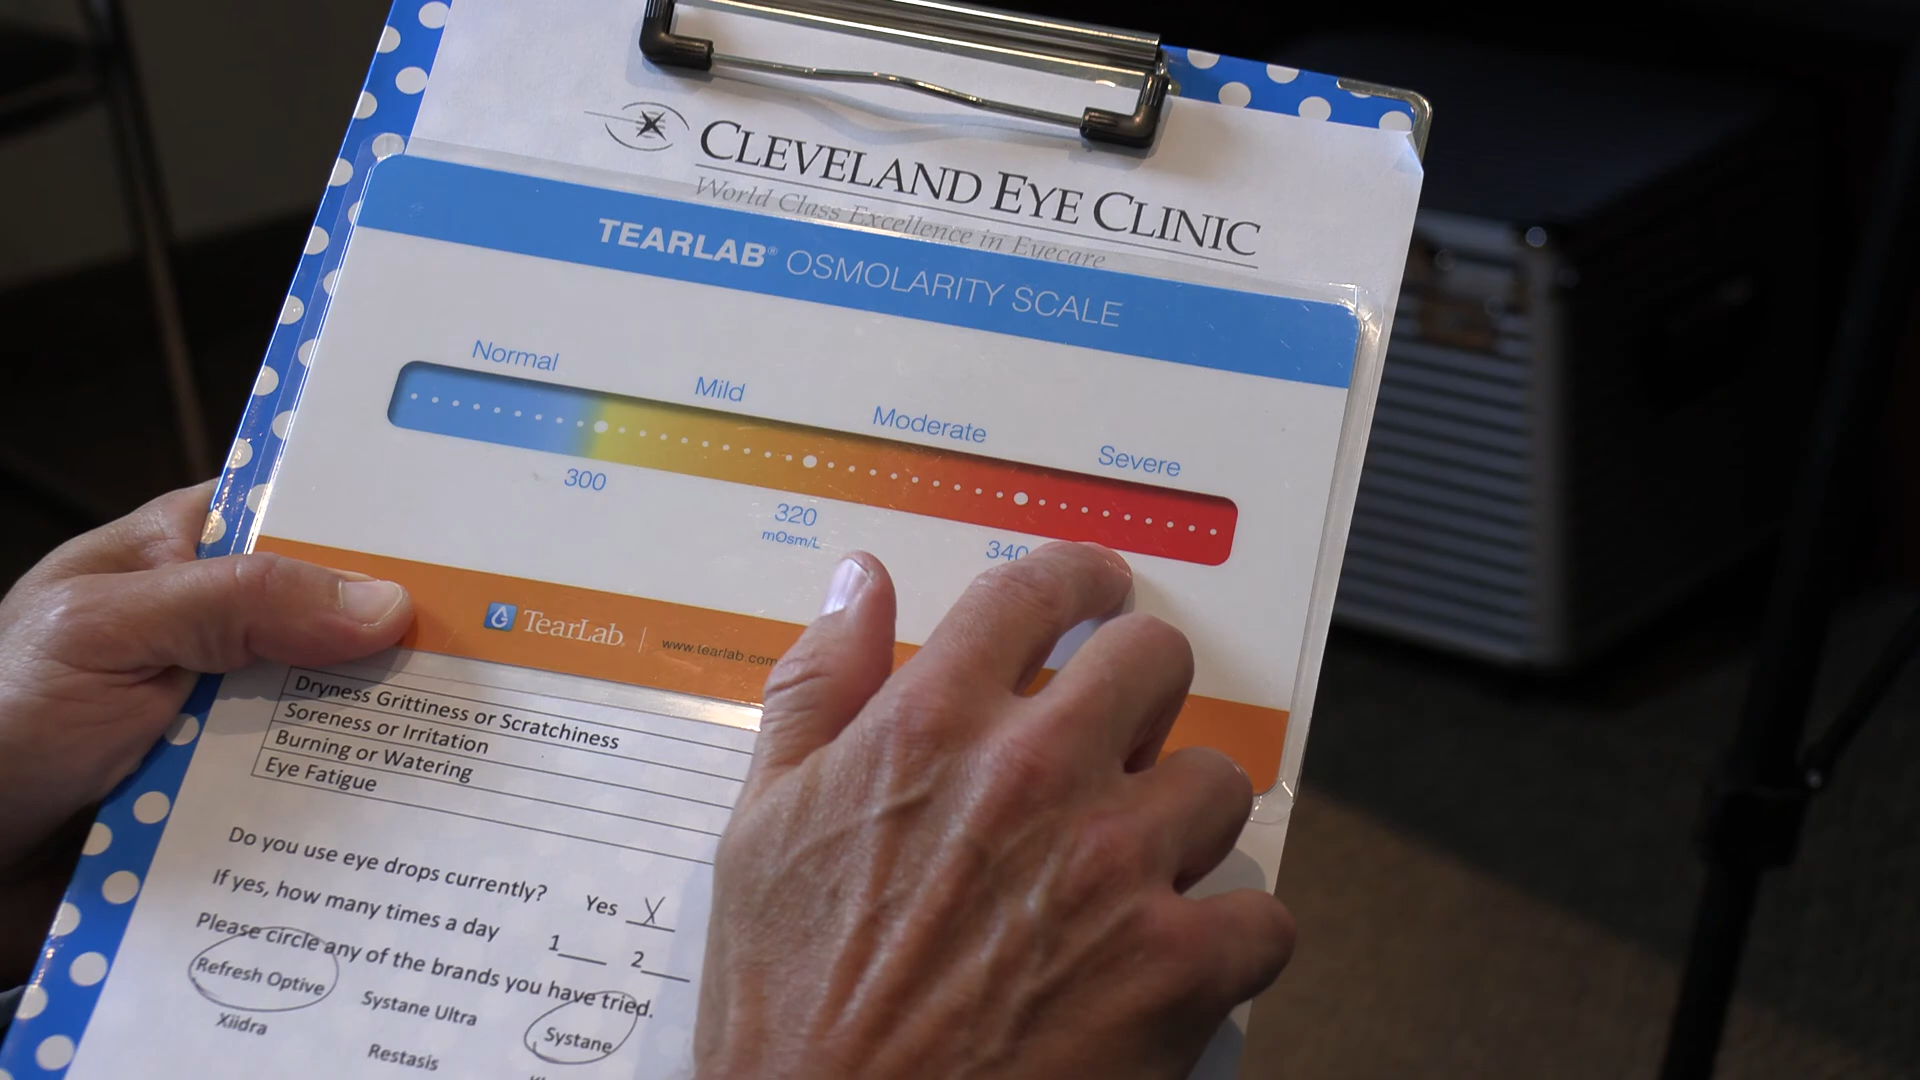 CLEVELAND EYE CLINIC
World Class Excellence in Eyecare
TEARLAB® OSMOLARITY SCALE
Normal
Mild
Moderate
Severe
300
320
mOsm/L
340
TearLab
www.tearlab.com
Dryness Grittiness or Scratchiness
Soreness or Irritation
Burning or Watering
Eye Fatigue
Do you use eye drops currently? Yes X
If yes, how many times a day 1___ 2___
Please circle any of the brands you have tried.
Refresh Optive Systane Ultra Systane
Xiidra Restasis